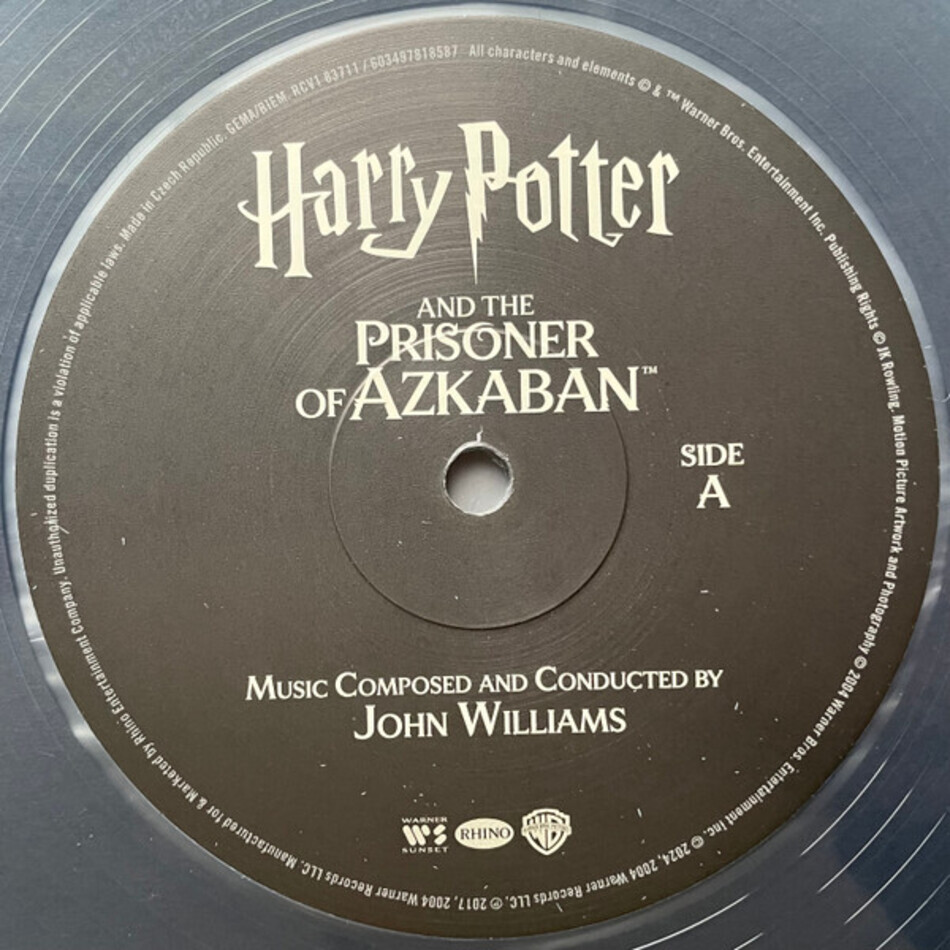 Harry Potter
AND THE
PRISONER
OF AZKABAN™
SIDE
A
MUSIC COMPOSED AND CONDUCTED BY
JOHN WILLIAMS
WARNER
WS
SUNSET
RHINO
WB
All characters and elements © & ™ Warner Bros. Entertainment Inc. Publishing Rights © JK Rowling. Motion Picture Artwork and Photography © 2004 Warner Bros. Entertainment Inc. © 2024, 2004 Warner Records LLC. ℗ 2017, 2004 Warner Records LLC. Manufactured for & Marketed by Rhino Entertainment Company. Unauthorized duplication is a violation of applicable laws. Made in Czech Republic. GEMA/BIEM. RCV1 83711 / 603497818587